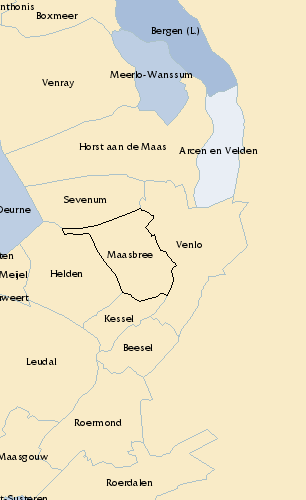 nthonis
Boxmeer
Bergen (L)
Meerlo-Wanssum
Venray
Horst aan de Maas
Arcen en Velden
Sevenum
Deurne
Venlo
Maasbree
ten
Meijel
Helden
weert
Kessel
Beesel
Leudal
Roermond
Maasgouw
Roerdalen
t-Susteren